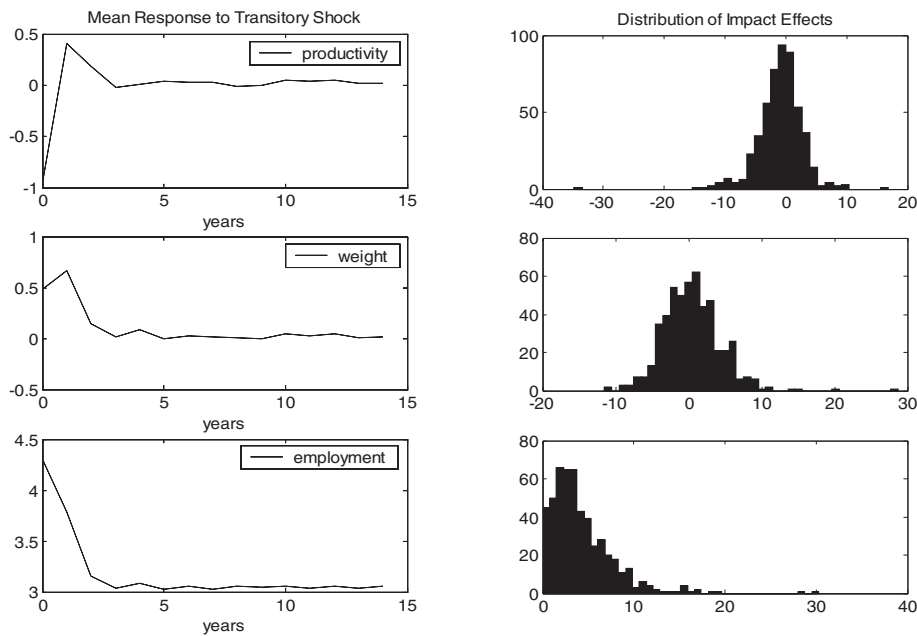 Mean Response to Transitory Shock
Distribution of Impact Effects
0.5
0
-0.5
-1
productivity
0 5 10 15
years
100
50
0
-40 -30 -20 -10 0 10 20
1
0.5
0
-0.5
weight
0 5 10 15
years
80
60
40
20
0
-20 -10 0 10 20 30
4.5
4
3.5
3
employment
0 5 10 15
years
80
60
40
20
0
0 10 20 30 40